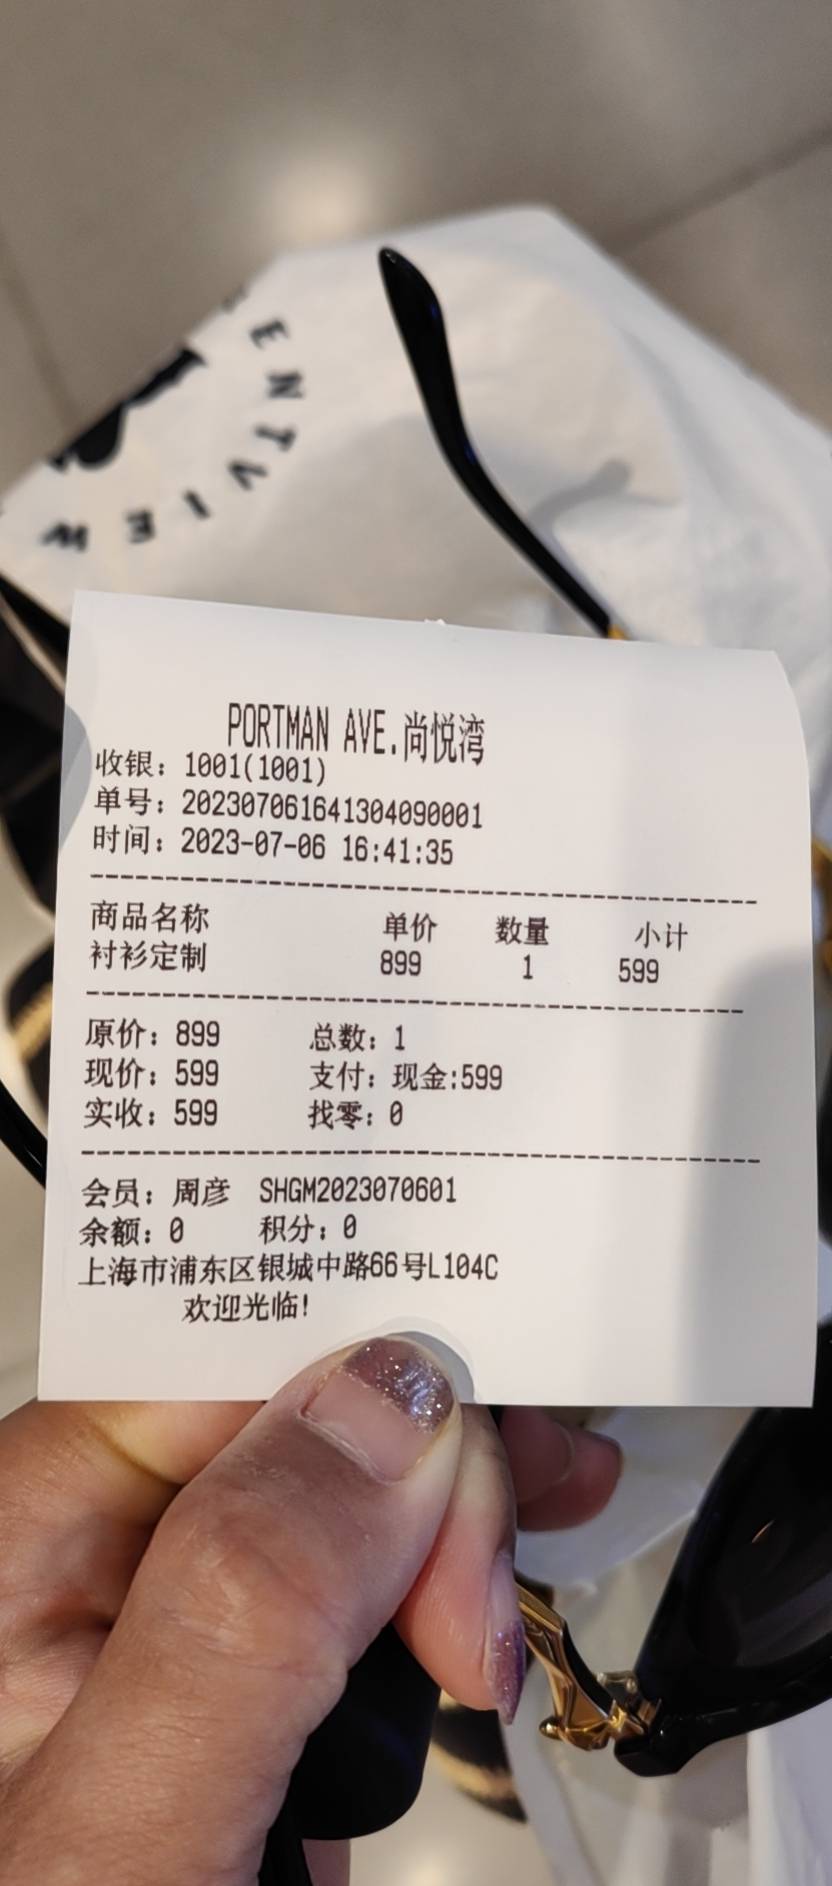 ENTVIEW
PORTMAN AVE.尚悦湾
收银：1001(1001)
单号：202307061641304090001
时间：2023-07-06 16:41:35
商品名称 单价 数量 小计
衬衫定制 899 1 599
原价：899 总数：1
现价：599 支付：现金:599
实收：599 找零：0
会员：周彦 SHGM2023070601
余额：0 积分：0
上海市浦东区银城中路66号L104C
欢迎光临!